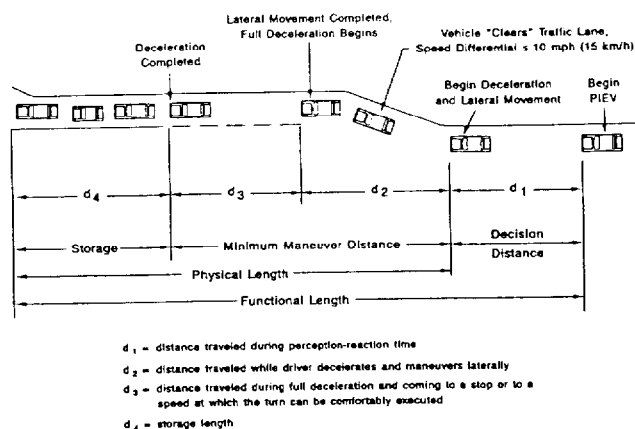 Lateral Movement Completed,
Full Deceleration Begins
Vehicle "Clears" Traffic Lane,
Speed Differential ≤ 10 mph (15 km/h)
Deceleration
Completed
Begin Deceleration
and Lateral Movement
Begin
PIEV
d4
d3
d2
d1
Storage
Minimum Maneuver Distance
Decision
Distance
Physical Length
Functional Length
d1 = distance traveled during perception-reaction time
d2 = distance traveled while driver decelerates and maneuvers laterally
d3 = distance traveled during full deceleration and coming to a stop or to a
speed at which the turn can be comfortably executed
d4 = storage length